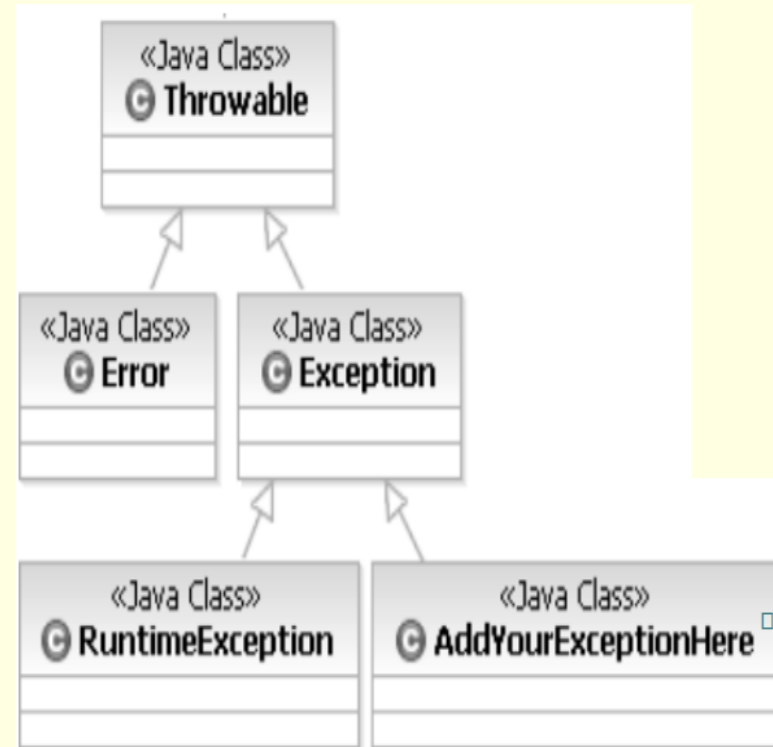 «Java Class»
C Throwable
«Java Class»
C Error
«Java Class»
C Exception
«Java Class»
C RuntimeException
«Java Class»
C AddYourExceptionHere